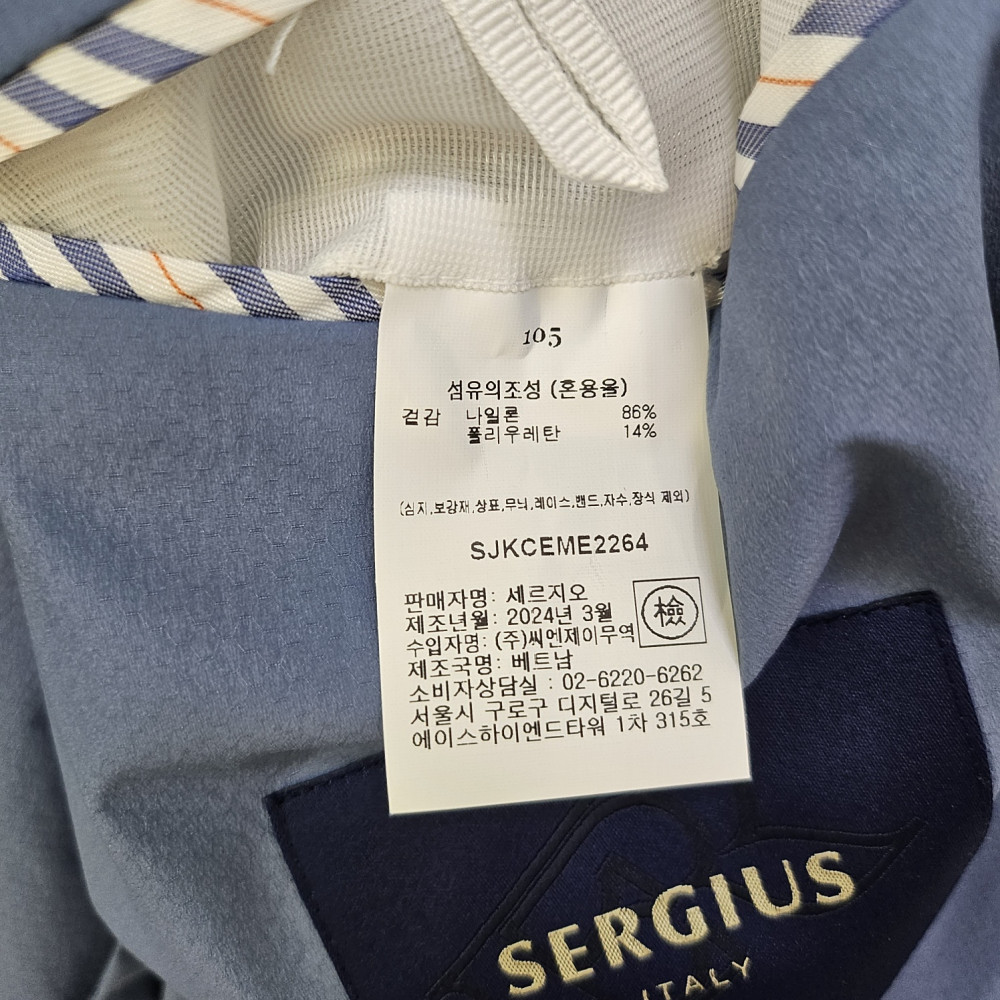 105
섬유의조성 (혼용율)
겉감 나일론 86%
폴리우레탄 14%
(심지,보강재,상표,무늬,레이스,밴드,자수,장식 제외)
SJKCEME2264
판매자명: 세르지오
제조년월: 2024년 3월
수입자명: (주)씨엔제이무역
檢
제조국명: 베트남
소비자상담실 : 02-6220-6262
서울시 구로구 디지털로 26길 5
에이스하이엔드타워 1차 315호
SERGIUS
ITALY